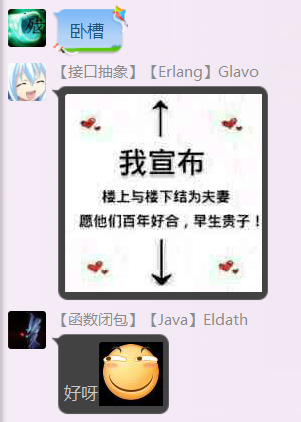 卧槽
【接口抽象】【Erlang】Glavo
我宣布
楼上与楼下结为夫妻
愿他们百年好合，早生贵子！
【函数闭包】【Java】Eldath
好呀